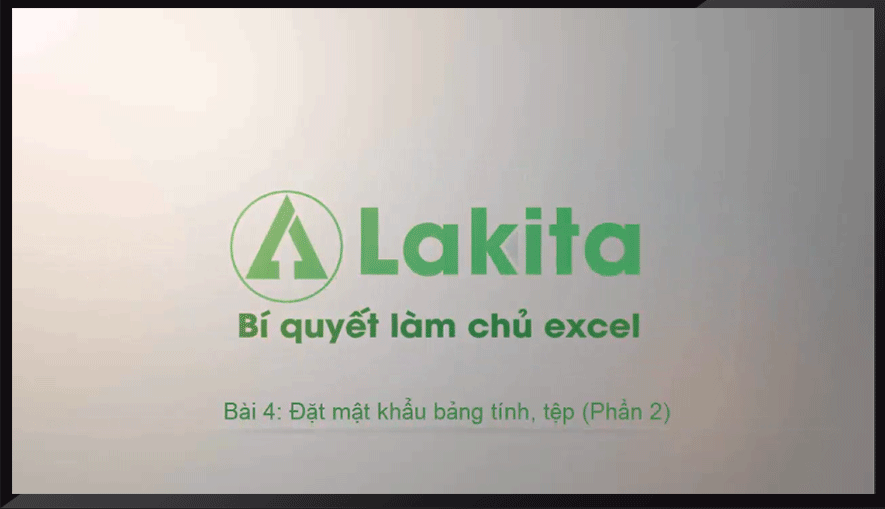 Lakita
Bí quyết làm chủ excel
Bài 4: Đặt mật khẩu bảng tính, tệp (Phần 2)